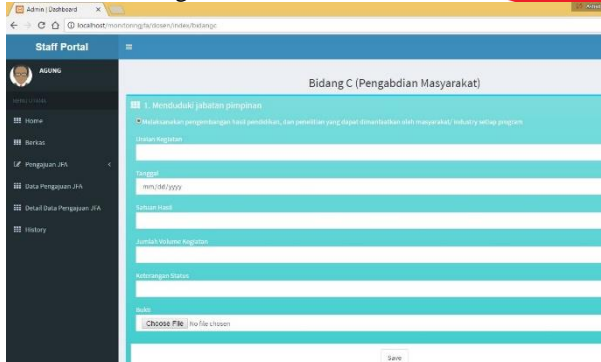 Admin | Dashboard
localhost/monitoring/fa/dosen/index/bidangc
Staff Portal
AGUNG
MENU UTAMA
Home
Berkas
Pengajuan JFA
Data Pengajuan JFA
Detail Data Pengajuan JFA
History
Bidang C (Pengabdian Masyarakat)
1. Menduduki jabatan pimpinan
Melaksanakan pengembangan hasil pendidikan, dan penelitian yang dapat dimanfaatkan oleh masyarakat/ industry setiap program
Uraian Kegiatan
Tanggal
mm/dd/yyyy
Satuan Hasil
Jumlah Volume Kegiatan
Keterangan Status
Bukti
Choose File No file chosen
Save